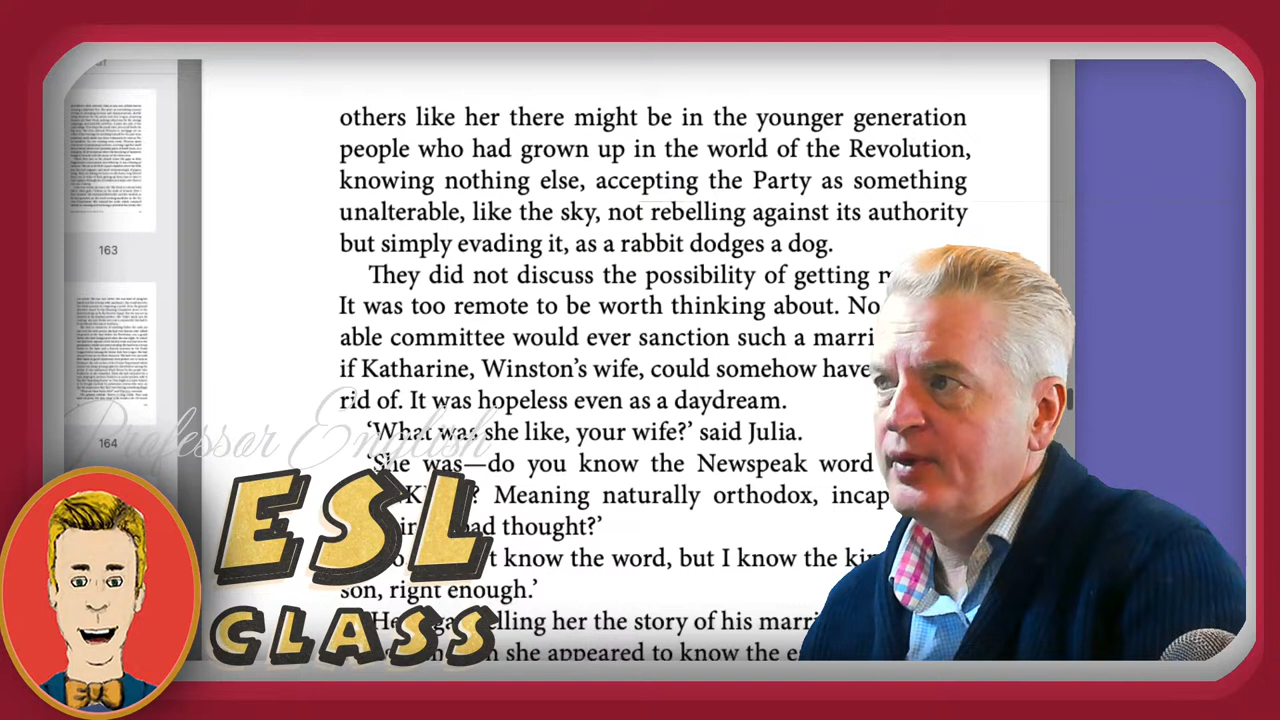 others like her there might be in the younger generation
people who had grown up in the world of the Revolution,
knowing nothing else, accepting the Party as something
unalterable, like the sky, not rebelling against its authority
but simply evading it, as a rabbit dodges a dog.
They did not discuss the possibility of getting
It was too remote to be worth thinking about. No
able committee would ever sanction such a
if Katharine, Winston's wife, could somehow have
rid of. It was hopeless even as a daydream.
‘What was she like, your wife?’ said Julia.
‘She was—do you know the Newspeak word
Meaning naturally orthodox,
thought?’
know the word, but I know the
son, right enough.’
her the story of his
she appeared to know the
163
164
Professor English
ESL
CLASS